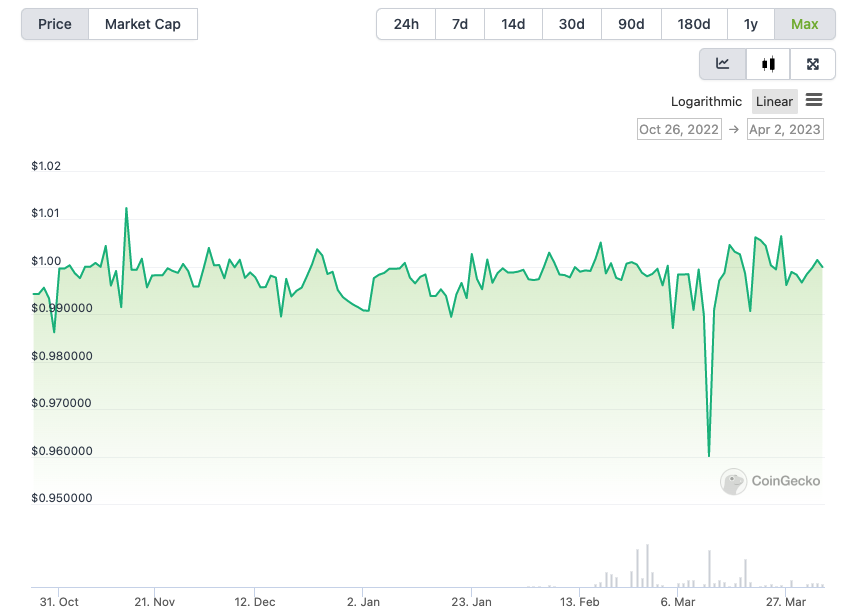 Price Market Cap 24h 7d 14d 30d 90d 180d 1y Max
Logarithmic Linear
Oct 26, 2022 → Apr 2, 2023
$1.02
$1.01
$1.00
$0.990000
$0.980000
$0.970000
$0.960000
CoinGecko
$0.950000
31. Oct 21. Nov 12. Dec 2. Jan 23. Jan 13. Feb 6. Mar 27. Mar